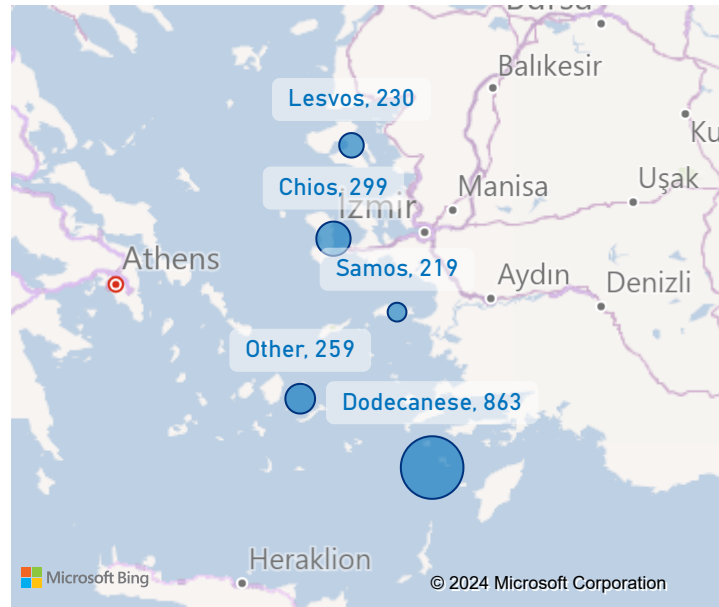 Bursa
Balıkesir
Lesvos, 230
Ku
Chios, 299
Manisa
Uşak
İzmir
Athens
Samos, 219
Aydın
Denizli
Other, 259
Dodecanese, 863
Heraklion
Microsoft Bing
© 2024 Microsoft Corporation